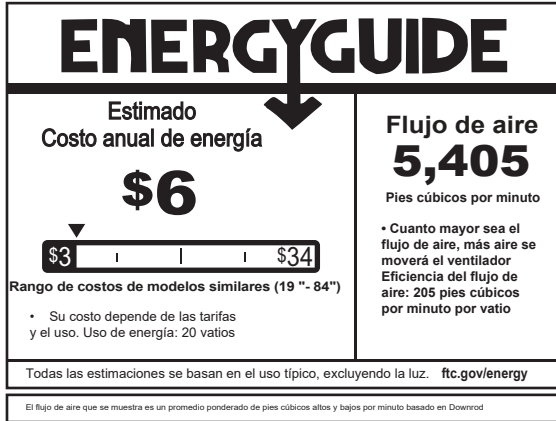 ENERGYGUIDE
Estimado
Costo anual de energía
$6
$3
$34
Rango de costos de modelos similares (19 "- 84")
• Su costo depende de las tarifas
y el uso. Uso de energía: 20 vatios
Flujo de aire
5,405
Pies cúbicos por minuto
• Cuanto mayor sea el
flujo de aire, más aire se
moverá el ventilador
Eficiencia del flujo de
aire: 205 pies cúbicos
por minuto por vatio
Todas las estimaciones se basan en el uso típico, excluyendo la luz. ftc.gov/energy
El flujo de aire que se muestra es un promedio ponderado de pies cúbicos altos y bajos por minuto basado en Downrod